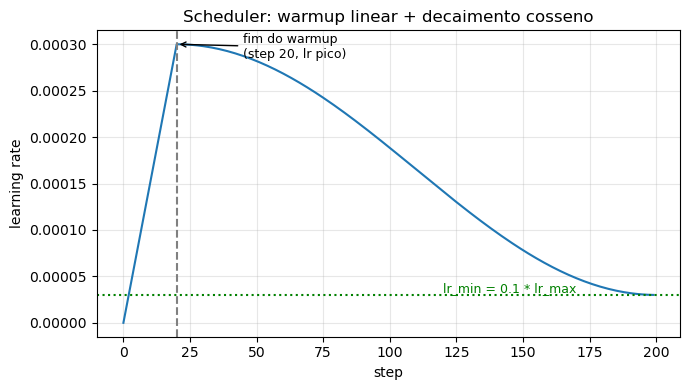 Scheduler: warmup linear + decaimento cosseno
fim do warmup
(step 20, lr pico)
0.00030
0.00025
0.00020
0.00015
0.00010
0.00005
0.00000
learning rate
lr_min = 0.1 * lr_max
0 25 50 75 100 125 150 175 200
step